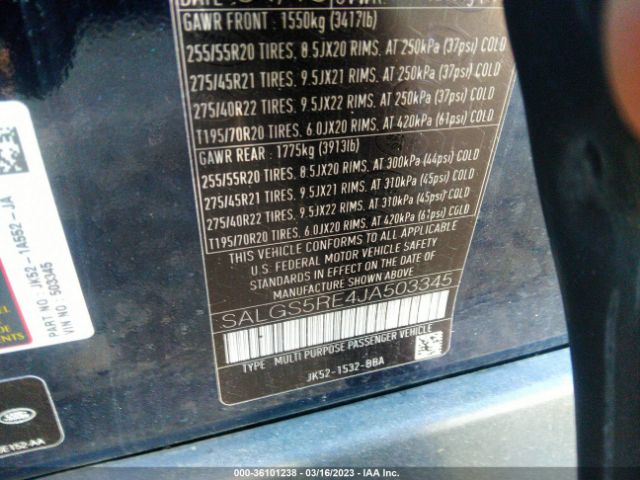 GAWR FRONT : 1550kg (3417lb)
255/55R20 TIRES, 8.5JX20 RIMS, AT 250kPa (37psi) COLD
275/45R21 TIRES, 9.5JX21 RIMS, AT 250kPa (37psi) COLD
275/40R22 TIRES, 9.5JX22 RIMS, AT 250kPa (37psi) COLD
T195/70R20 TIRES, 6.0JX20 RIMS, AT 420kPa (61psi) COLD
GAWR REAR : 1775kg (3913lb)
255/55R20 TIRES, 8.5JX20 RIMS, AT 300kPa (44psi) COLD
275/45R21 TIRES, 9.5JX21 RIMS, AT 310kPa (45psi) COLD
275/40R22 TIRES, 9.5JX22 RIMS, AT 310kPa (45psi) COLD
T195/70R20 TIRES, 6.0JX20 RIMS, AT 420kPa (61psi) COLD
THIS VEHICLE CONFORMS TO ALL APPLICABLE
U.S. FEDERAL MOTOR VEHICLE SAFETY
STANDARDS IN EFFECT ON THE DATE OF
MANUFACTURE SHOWN ABOVE
SALGS5RE4JA503345
TYPE MULTI PURPOSE PASSENGER VEHICLE
JK52-1532-BBA
PART NO : JK52-1A552-JA
VIN NO : 503345
LAND ROVER
000-36101238 - 03/16/2023 - IAA Inc.